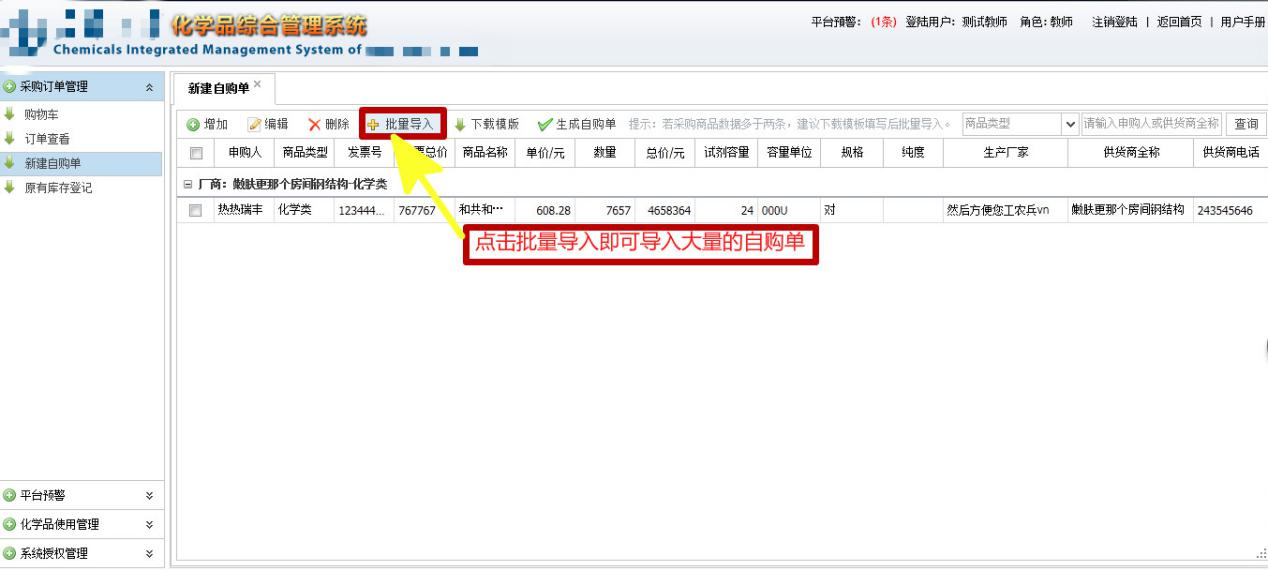 化学品综合管理系统
Chemicals Integrated Management System of
平台预警: (1条) 登陆用户: 测试教师 角色:教师 注销登陆 | 返回首页 | 用户手册
采购订单管理
购物车
订单查看
新建自购单
原有库存登记
平台预警
化学品使用管理
系统授权管理
新建自购单
增加 编辑 删除 批量导入 下载模版 生成自购单 提示: 若采购商品数据多于两条，建议下载模板填写后批量导入。 商品类型 请输入申购人或供货商全称 查询
申购人 商品类型 发票号 票总价 商品名称 单价/元 数量 总价/元 试剂容量 容量单位 规格 纯度 生产厂家 供货商全称 供货商电话
厂商: 嫩肤更那个房间钢结构-化学类
热热瑞丰 化学类 123444... 767767 和共和… 608.28 7657 4658364 24 000U 对 然后方便您工农兵vn 嫩肤更那个房间钢结构 243545646
点击批量导入即可导入大量的自购单